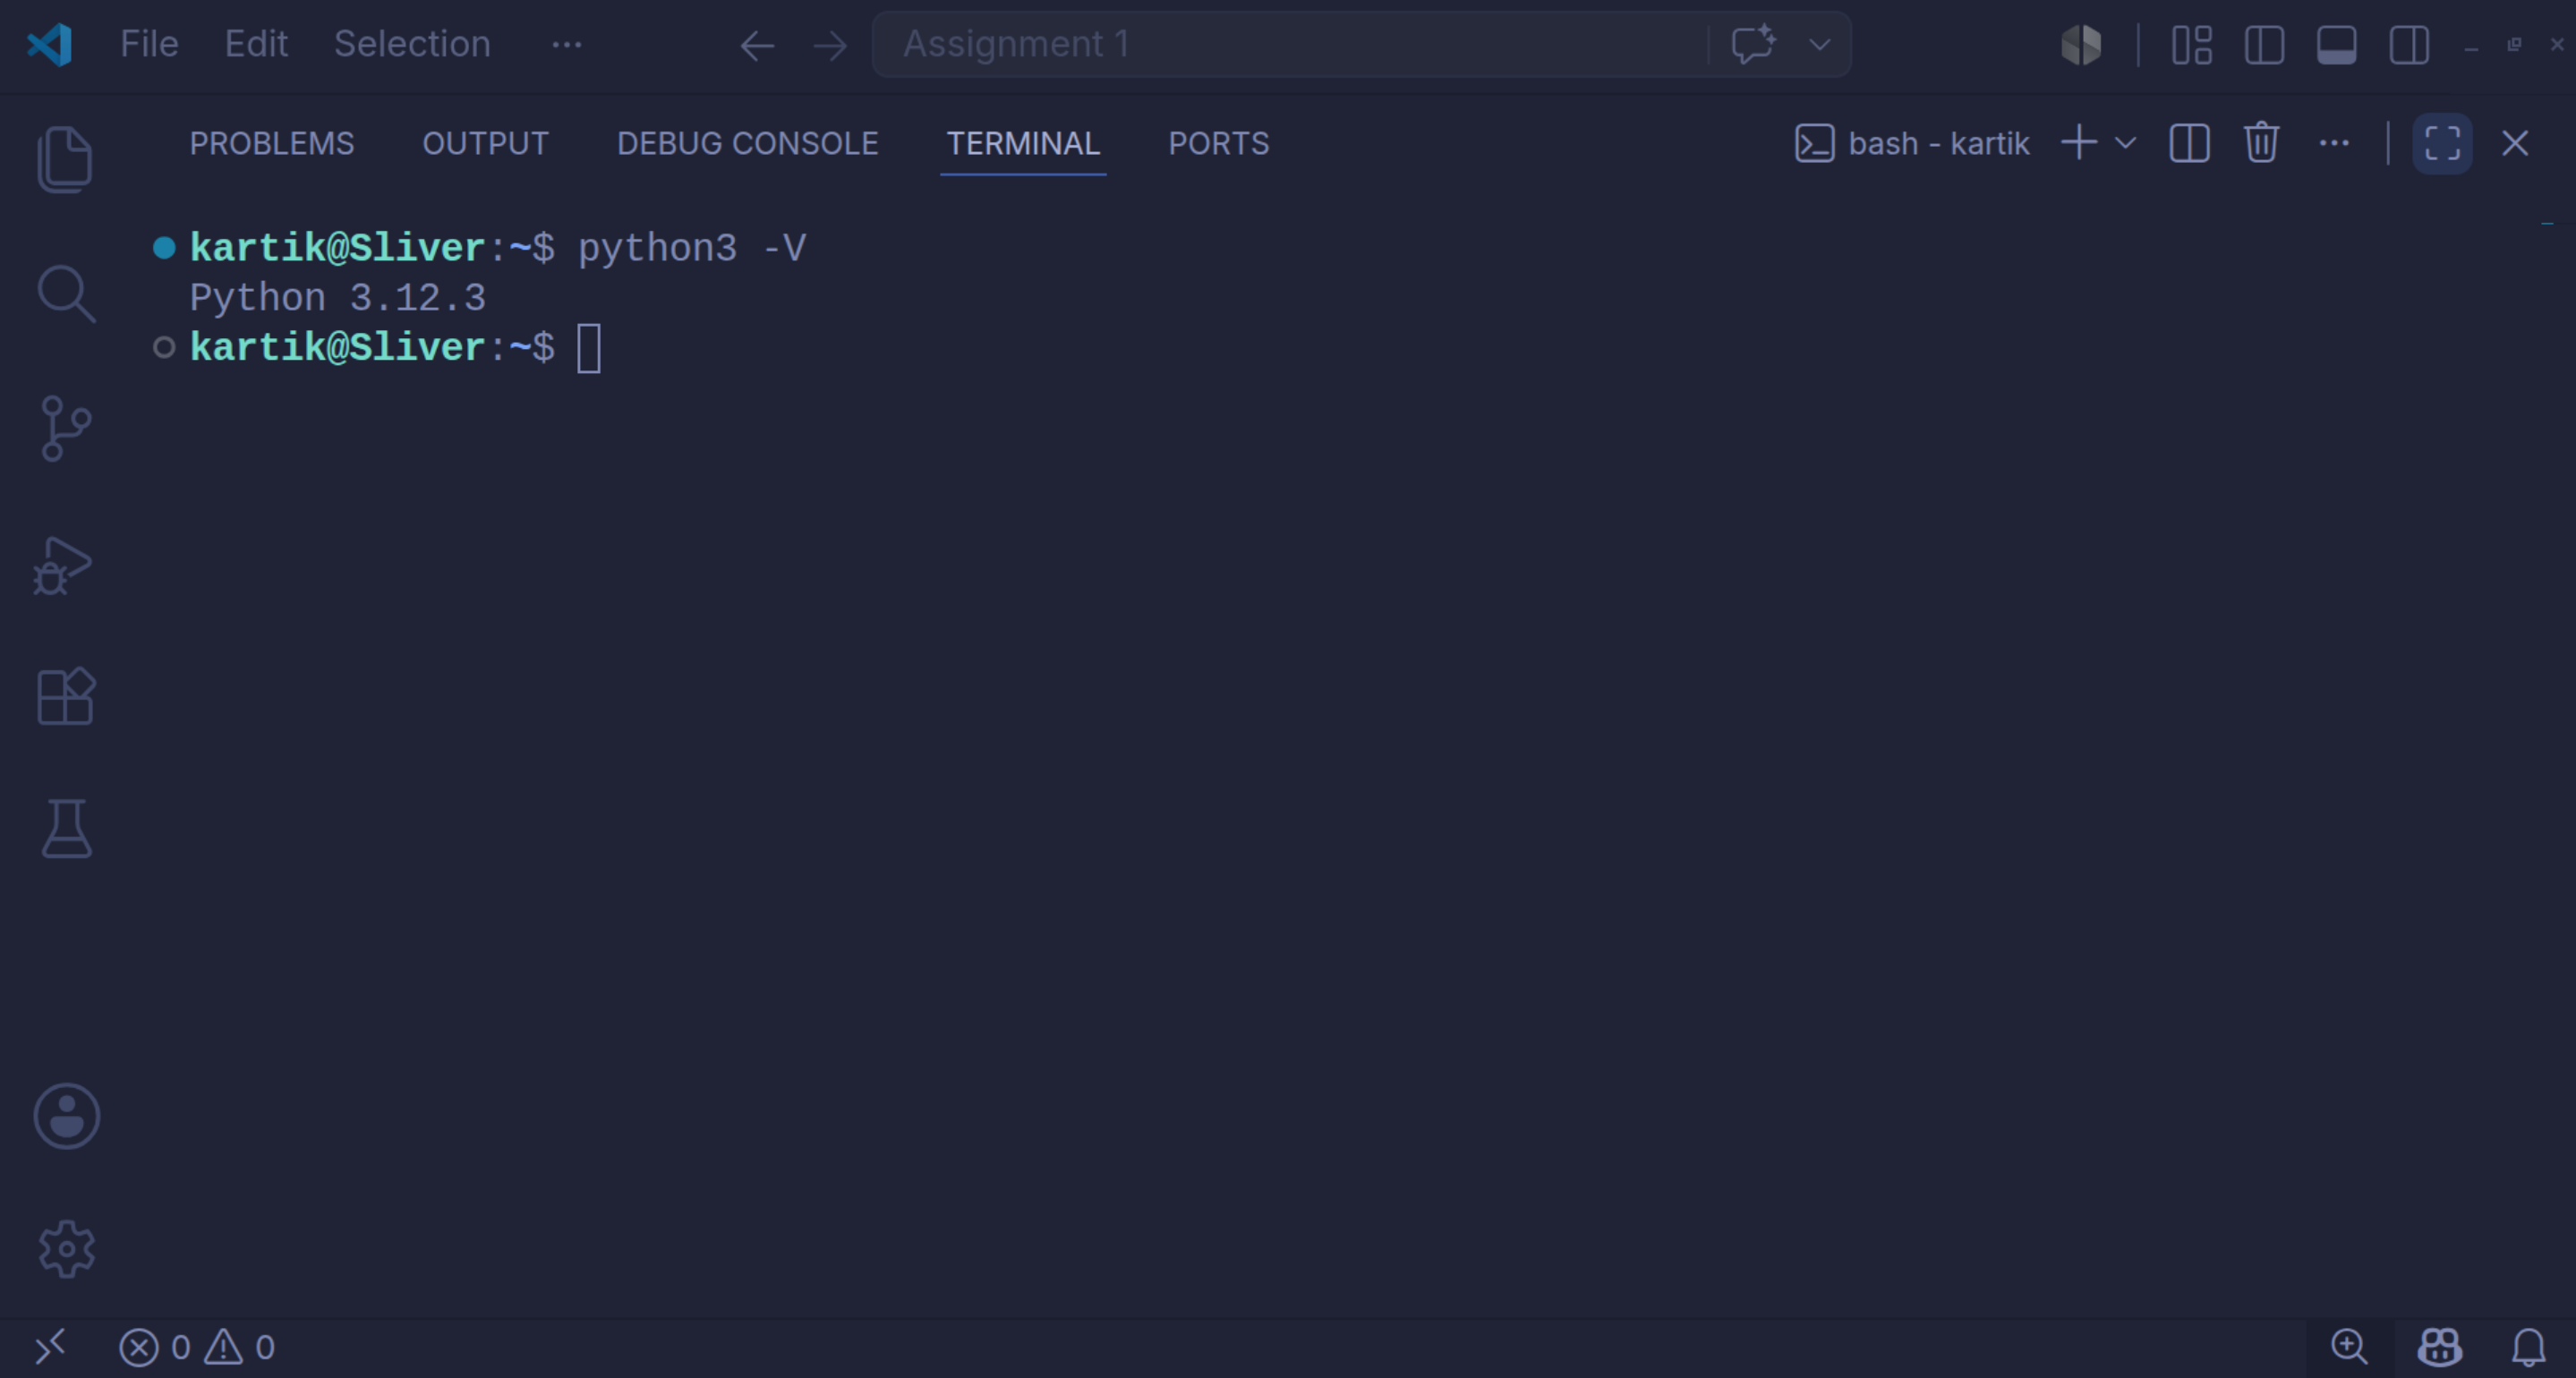 File Edit Selection ··· Assignment 1
PROBLEMS OUTPUT DEBUG CONSOLE TERMINAL PORTS bash - kartik
kartik@Sliver:~$ python3 -V
Python 3.12.3
kartik@Sliver:~$
0 0